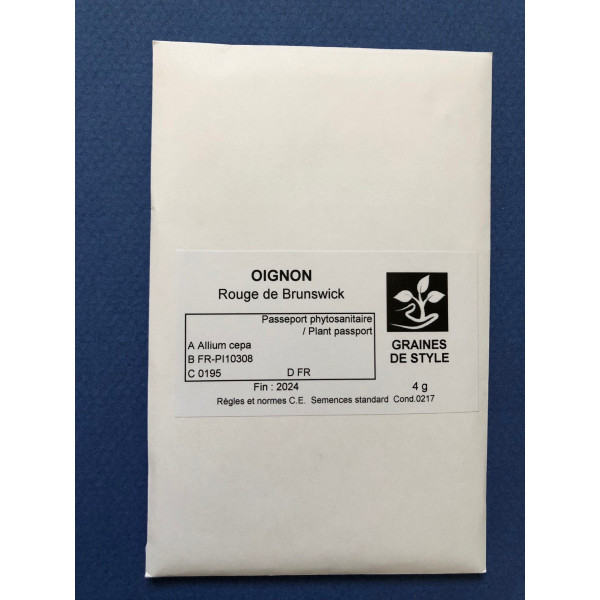 OIGNON
Rouge de Brunswick
Passeport phytosanitaire
/ Plant passport
A Allium cepa
B FR-PI10308
C 0195 D FR
GRAINES
DE STYLE
Fin : 2024 4 g
Règles et normes C.E. Semences standard Cond.0217